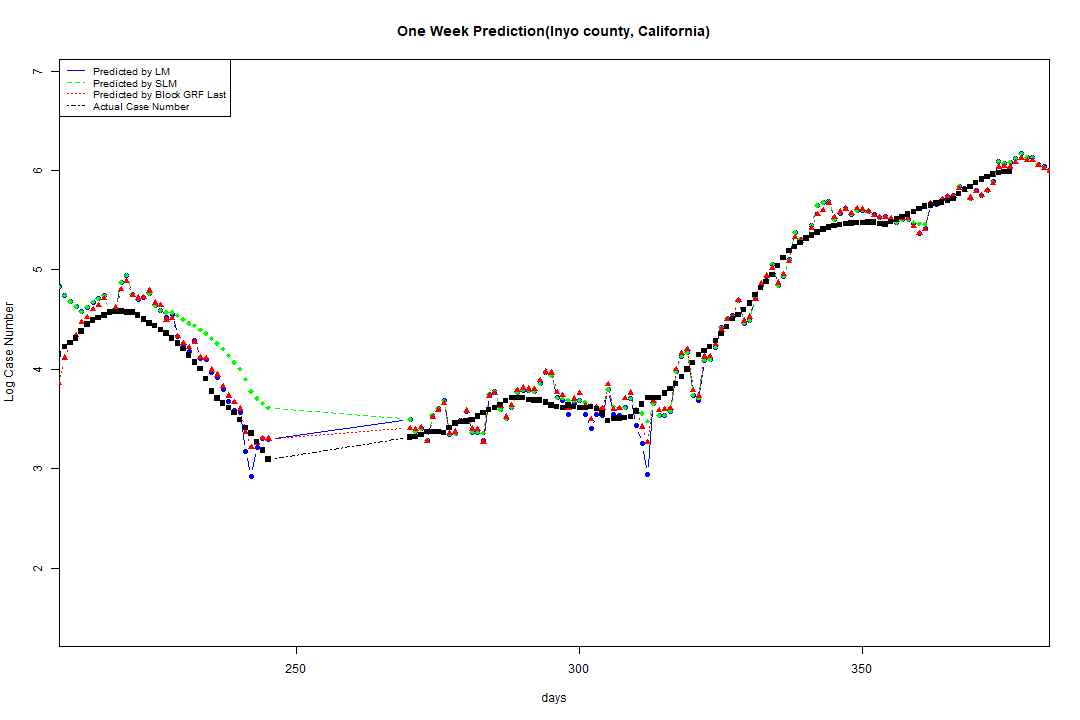 One Week Prediction(Inyo county, California)
Predicted by LM
Predicted by SLM
Predicted by Block GRF Last
Actual Case Number
Log Case Number
7
6
5
4
3
2
250 300 350
days